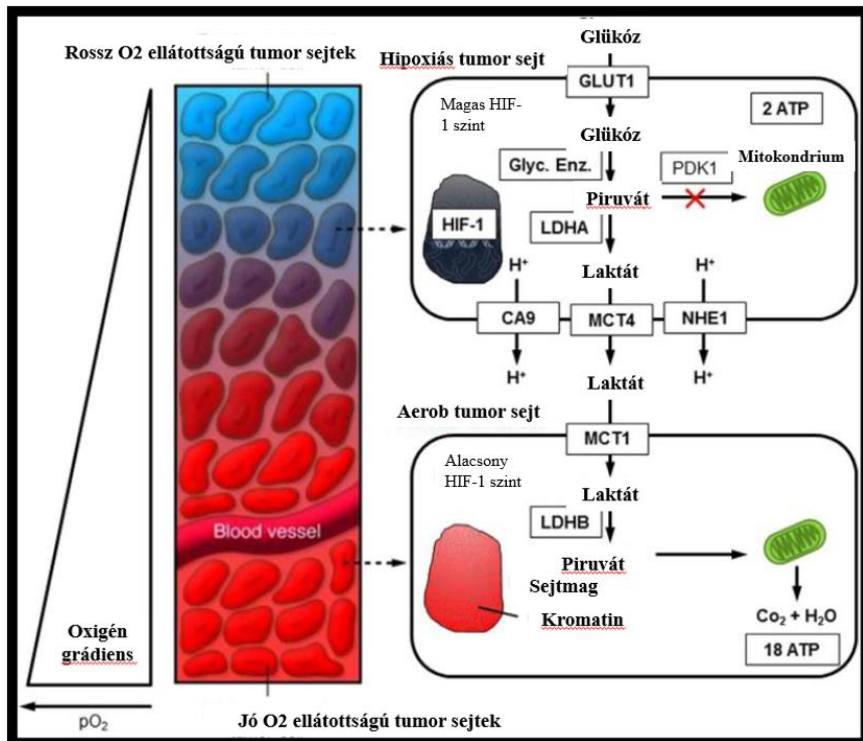 Rossz O2 ellátottságú tumor sejtek
Oxigén
grádiens
pO₂
Blood vessel
Jó O2 ellátottságú tumor sejtek
Glükóz
Hipoxiás tumor sejt
GLUT1
Magas HIF-
1 szint
2 ATP
Glükóz
Glyc. Enz.
PDK1
Mitokondrium
Piruvát
HIF-1
LDHA
Laktát
H⁺
H⁺
CA9
MCT4
NHE1
H⁺
H⁺
Laktát
Aerob tumor sejt
MCT1
Alacsony
HIF-1 szint
Laktát
LDHB
Piruvát
Sejtmag
Kromatin
Co₂ + H₂O
18 ATP